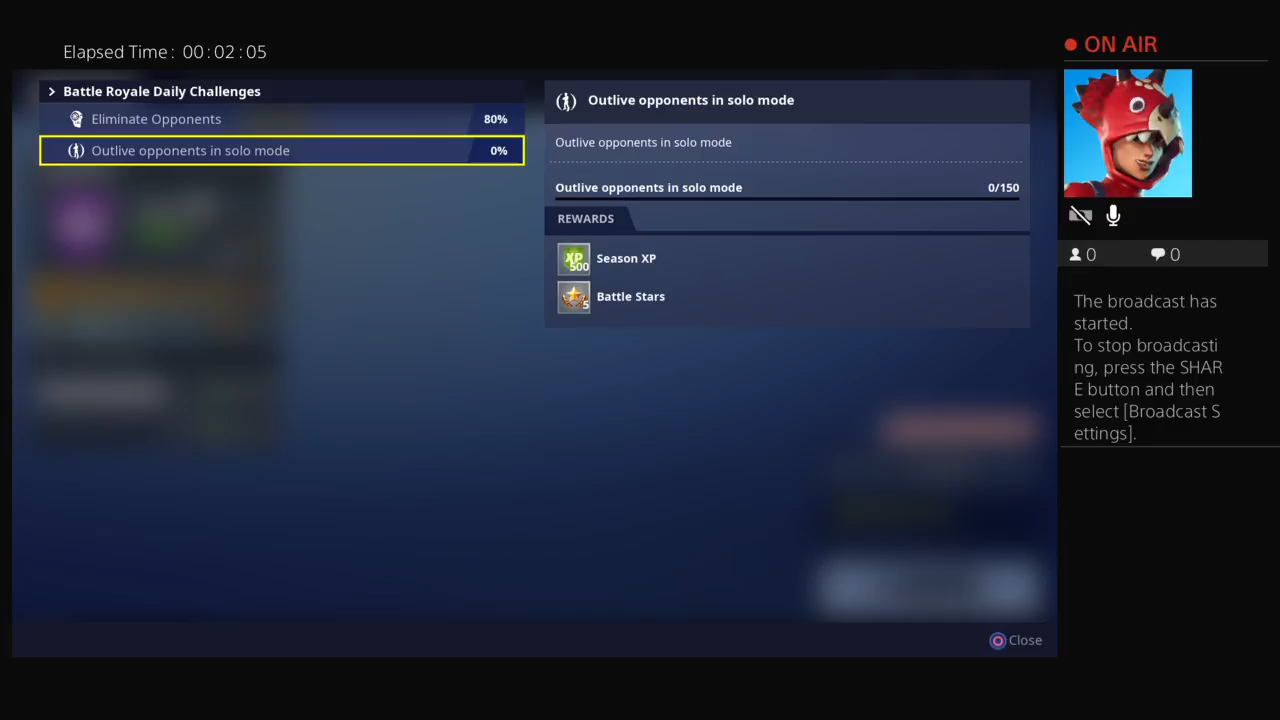 Elapsed Time: 00:02:05
ON AIR
Battle Royale Daily Challenges
Eliminate Opponents 80%
Outlive opponents in solo mode 0%
Outlive opponents in solo mode
Outlive opponents in solo mode
Outlive opponents in solo mode 0/150
REWARDS
XP 500 Season XP
5 Battle Stars
0 0
The broadcast has
started.
To stop broadcasti
ng, press the SHAR
E button and then
select [Broadcast S
ettings].
Close